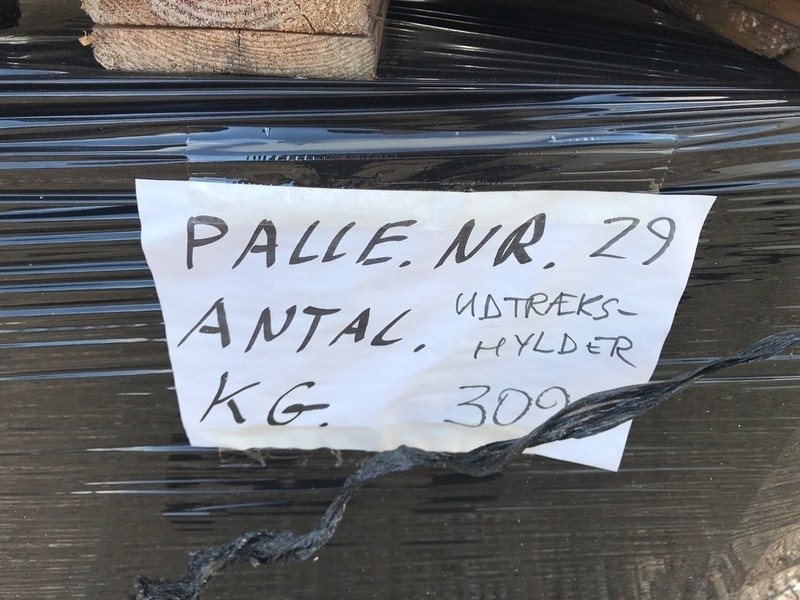 PALLE. NR. 29
ANTAL. UDTRÆKS-
HYLDER
KG. 309